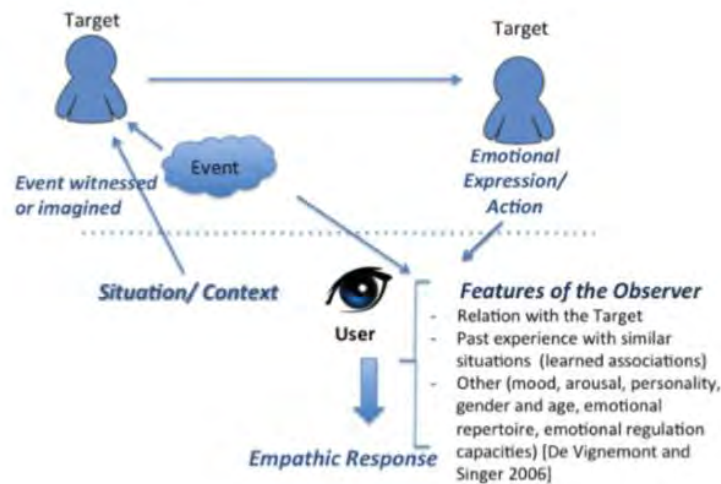 Target
Target
Event
Event witnessed
or imagined
Emotional
Expression/
Action
Situation/ Context
User
Empathic Response
Features of the Observer
- Relation with the Target
- Past experience with similar
situations (learned associations)
- Other (mood, arousal, personality,
gender and age, emotional
repertoire, emotional regulation
capacities) [De Vignemont and
Singer 2006]